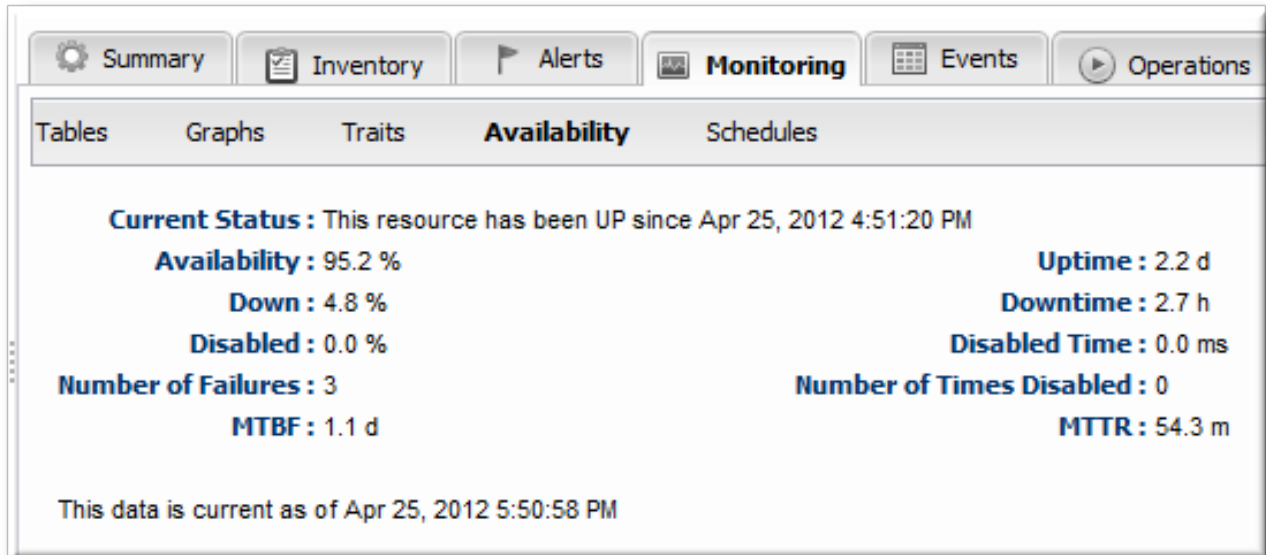 Summary Inventory Alerts Monitoring Events Operations
Tables Graphs Traits Availability Schedules
Current Status : This resource has been UP since Apr 25, 2012 4:51:20 PM
Availability : 95.2 % Uptime : 2.2 d
Down : 4.8 % Downtime : 2.7 h
Disabled : 0.0 % Disabled Time : 0.0 ms
Number of Failures : 3 Number of Times Disabled : 0
MTBF : 1.1 d MTTR : 54.3 m
This data is current as of Apr 25, 2012 5:50:58 PM